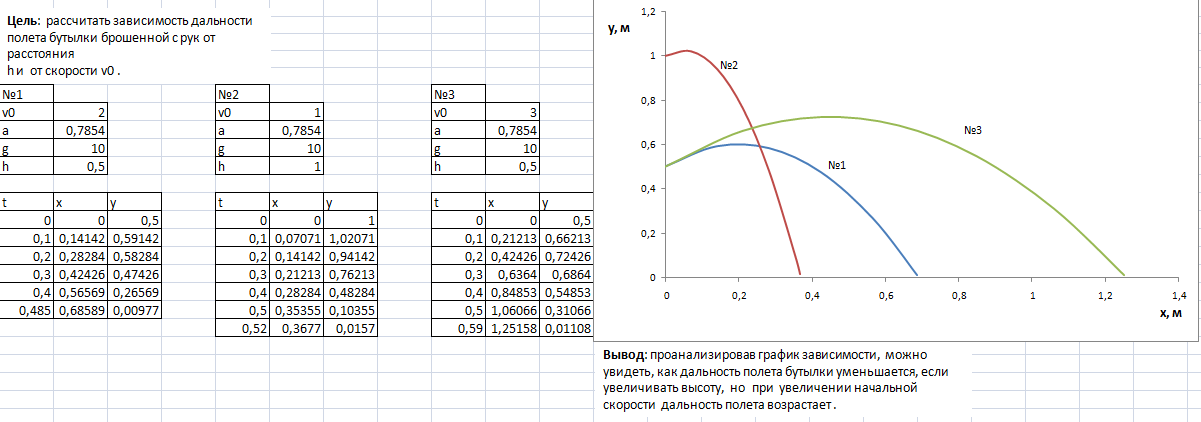 Цель: рассчитать зависимость дальности
полета бутылки брошенной с рук от
расстояния
h и от скорости v0 .
№1
v0 2
a 0,7854
g 10
h 0,5
t x y
0 0 0,5
0,1 0,14142 0,59142
0,2 0,28284 0,58284
0,3 0,42426 0,47426
0,4 0,56569 0,26569
0,485 0,68589 0,00977
№2
v0 1
a 0,7854
g 10
h 1
t x y
0 0 1
0,1 0,07071 1,02071
0,2 0,14142 0,94142
0,3 0,21213 0,76213
0,4 0,28284 0,48284
0,5 0,35355 0,10355
0,52 0,3677 0,0157
№3
v0 3
a 0,7854
g 10
h 0,5
t x y
0 0 0,5
0,1 0,21213 0,66213
0,2 0,42426 0,72426
0,3 0,6364 0,6864
0,4 0,84853 0,54853
0,5 1,06066 0,31066
0,59 1,25158 0,01108
y, м
1,2
1
0,8
0,6
0,4
0,2
0
№2
№3
№1
0 0,2 0,4 0,6 0,8 1 1,2 1,4
x, м
Вывод: проанализировав график зависимости, можно
увидеть, как дальность полета бутылки уменьшается, если
увеличивать высоту, но при увеличении начальной
скорости дальность полета возрастает .